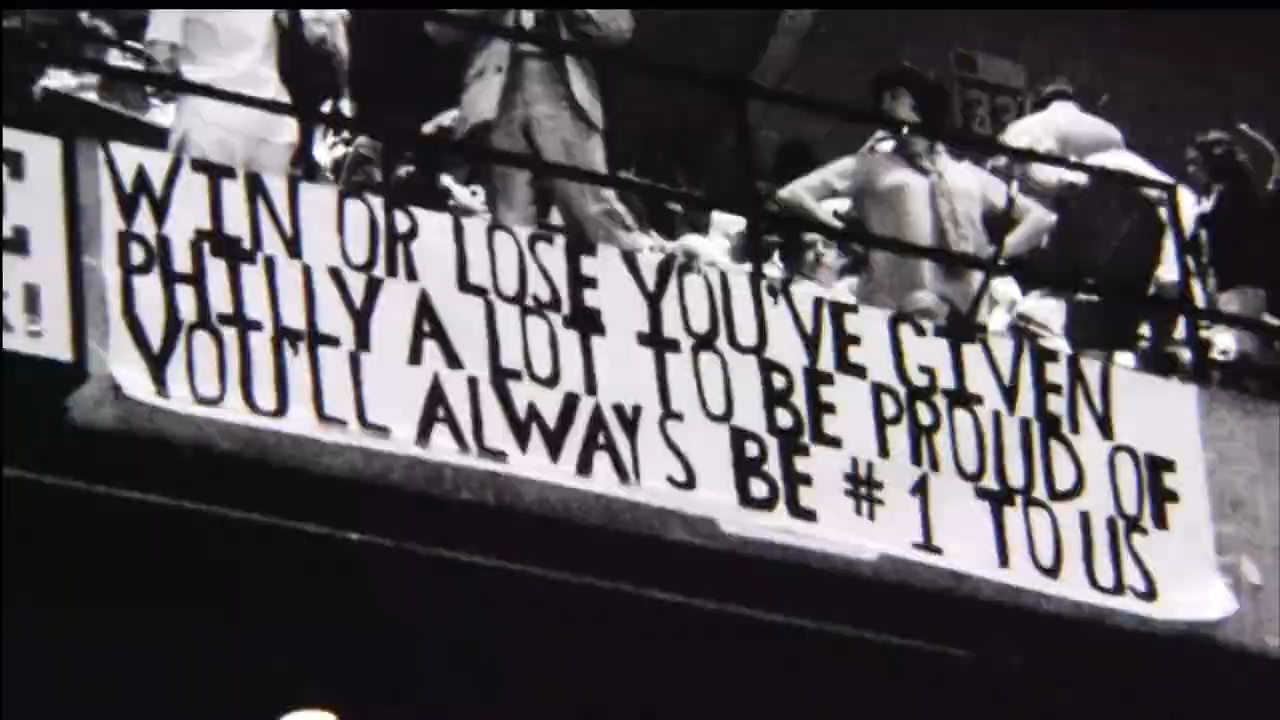 WIN OR LOSE YOU'VE GIVEN
PHILLY A LOT TO BE PROUD OF
YOU'LL ALWAYS BE #1 TO US